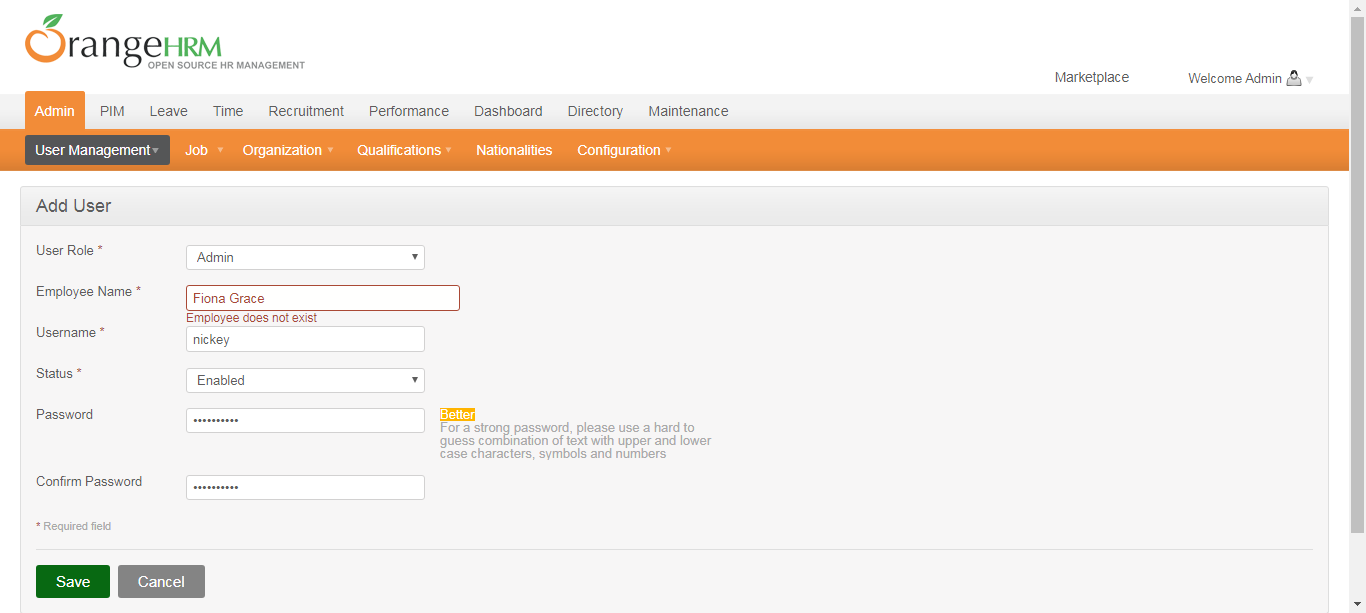 OrangeHRM
OPEN SOURCE HR MANAGEMENT
Marketplace Welcome Admin
Admin PIM Leave Time Recruitment Performance Dashboard Directory Maintenance
User Management Job Organization Qualifications Nationalities Configuration
Add User
User Role * Admin
Employee Name * Fiona Grace
Employee does not exist
Username * nickey
Status * Enabled
Password •••••••••• Better
For a strong password, please use a hard to
guess combination of text with upper and lower
case characters, symbols and numbers
Confirm Password ••••••••••
* Required field
Save Cancel